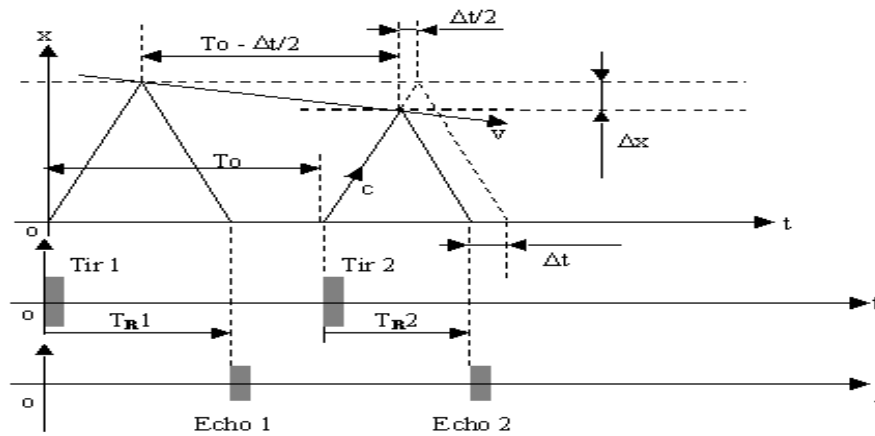 Δt/2
x
To - Δt/2
v
Δx
To
c
o
t
Tir 1
Tir 2
Δt
o
t
TR1
TR2
o
Echo 1
Echo 2